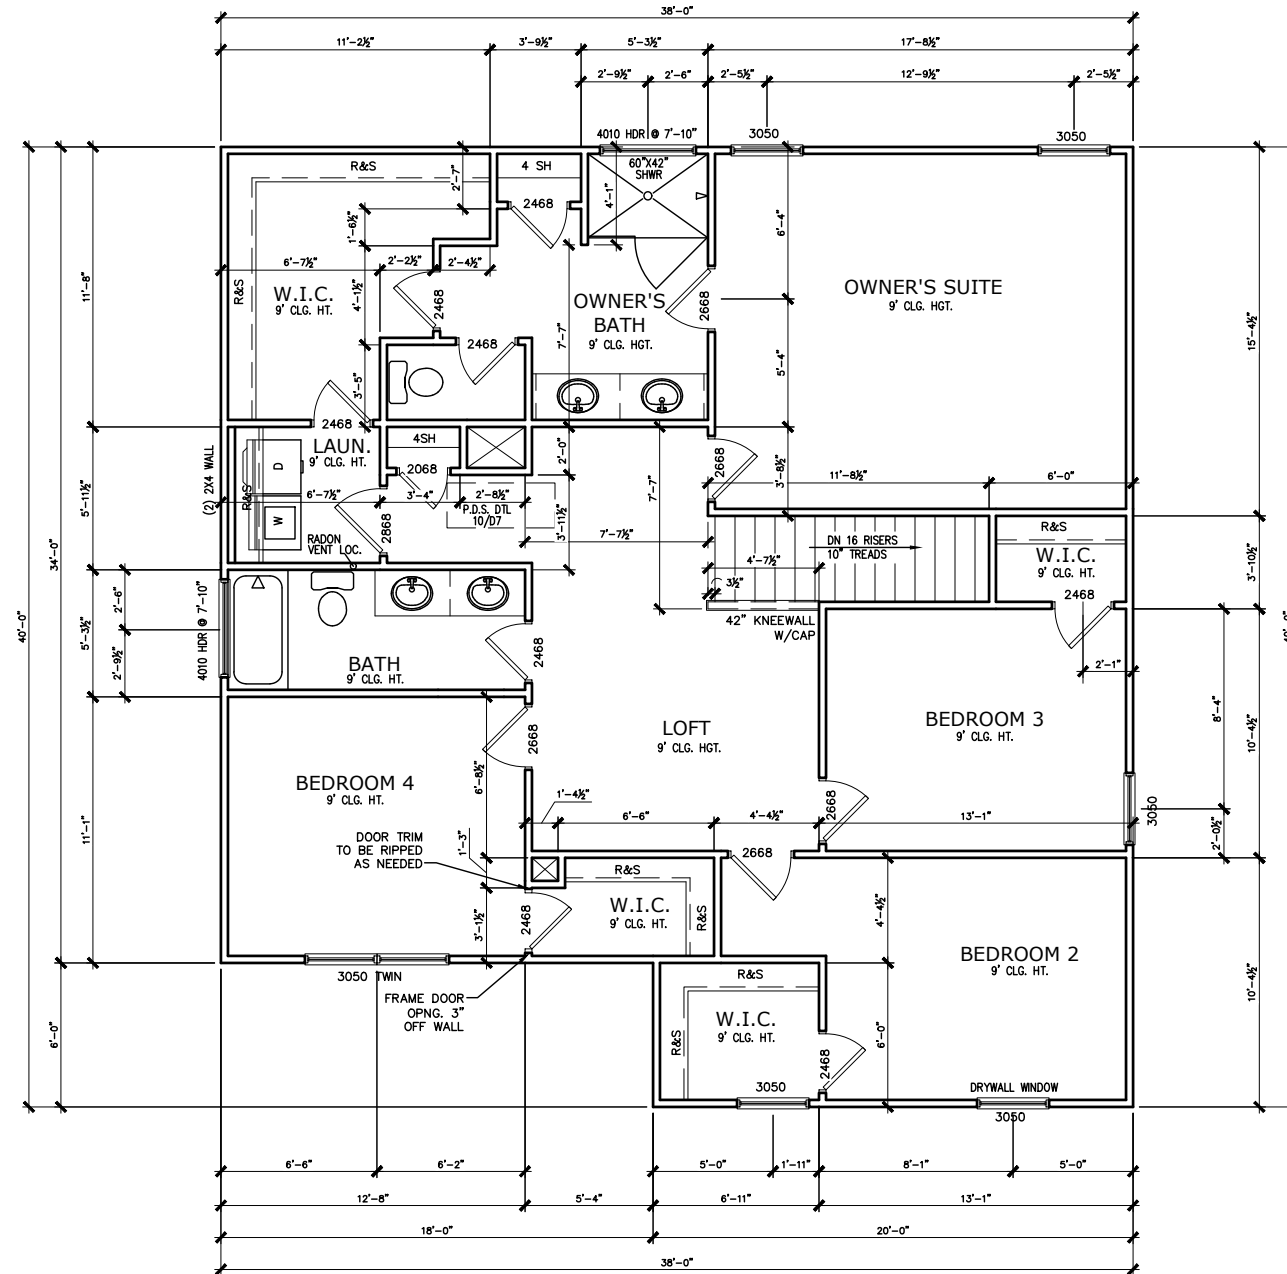 38'-0"
11'-2½" 3'-9½" 5'-3½" 17'-8½"
2'-9½" 2'-6" 2'-5½" 12'-9½" 2'-5½"
4010 HDR @ 7'-10" 3050 3050
R&S
4 SH
60"X42"
SHWR
2'-7"
4'-1"
2468
1'-6½"
6'-4"
6'-7½" 2'-2½" 2'-4½"
R&S
W.I.C.
9' CLG. HT.
4'-1½"
2468
OWNER'S
BATH
9' CLG. HGT.
2668
OWNER'S SUITE
9' CLG. HGT.
11'-8"
15'-4½"
7'-7"
2468
5'-4"
3'-5"
2468
LAUN.
9' CLG. HT.
4SH
2068
2'-0"
2668
3'-8½"
(2) 2X4 WALL
5'-11½"
D
R&S
W
6'-7½" 3'-4" 2'-8½"
P.D.S. DTL
10/D7
2868
3'-11½"
7'-7"
11'-8½" 6'-0"
RADON
VENT LOC.
7'-7½"
DN 16 RISERS
10" TREADS
4'-7½"
3½"
R&S
W.I.C.
9' CLG. HT.
2468
3'-10½"
34'-0"
40'-0"
40'-0"
2'-6"
5'-3½"
2'-9½"
4010 HDR @ 7'-10"
42" KNEEWALL
W/CAP
2'-1"
BATH
9' CLG. HT.
2468
LOFT
9' CLG. HGT.
BEDROOM 3
9' CLG. HT.
8'-4"
10'-4½"
2668
6'-8½"
BEDROOM 4
9' CLG. HT.
11'-1"
1'-4½"
6'-6" 4'-4½" 13'-1"
2668
3050
2'-0½"
DOOR TRIM
TO BE RIPPED
AS NEEDED
1'-3"
2668
R&S
W.I.C.
9' CLG. HT.
R&S
2468
3'-1½"
4'-4½"
BEDROOM 2
9' CLG. HT.
10'-4½"
3050 TWIN
FRAME DOOR
OPNG. 3"
OFF WALL
R&S
W.I.C.
9' CLG. HT.
R&S
2468
6'-0"
6'-0"
3050
DRYWALL WINDOW
3050
6'-6" 6'-2" 5'-0" 1'-11" 8'-1" 5'-0"
12'-8" 5'-4" 6'-11" 13'-1"
18'-0" 20'-0"
38'-0"